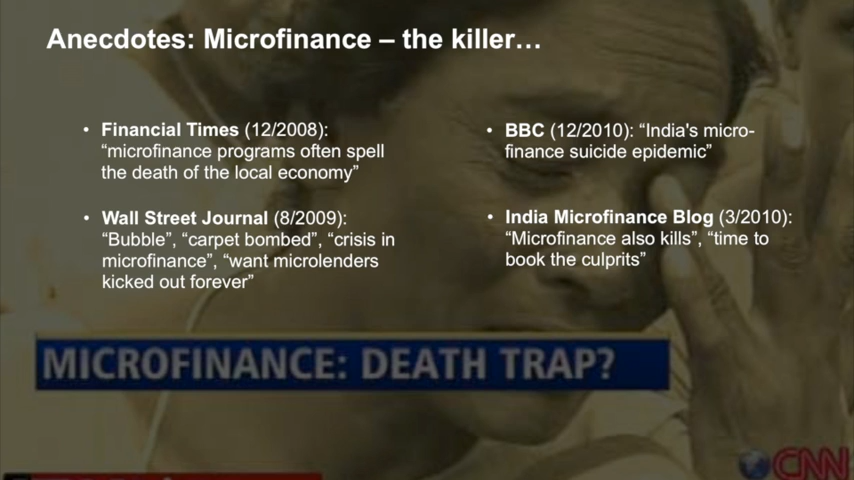 Anecdotes: Microfinance – the killer…
• Financial Times (12/2008):
“microfinance programs often spell
the death of the local economy”
• Wall Street Journal (8/2009):
“Bubble”, “carpet bombed”, “crisis in
microfinance”, “want microlenders
kicked out forever”
• BBC (12/2010): “India's micro-
finance suicide epidemic”
• India Microfinance Blog (3/2010):
“Microfinance also kills”, “time to
book the culprits”
MICROFINANCE: DEATH TRAP?
CNN